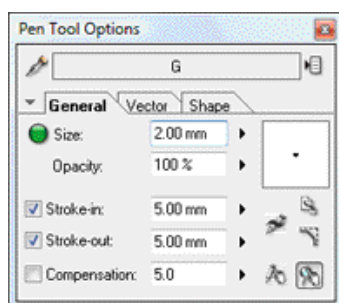 Pen Tool Options
G
General Vector Shape
Size: 2.00 mm
Opacity: 100 %
Stroke-in: 5.00 mm
Stroke-out: 5.00 mm
Compensation: 5.0